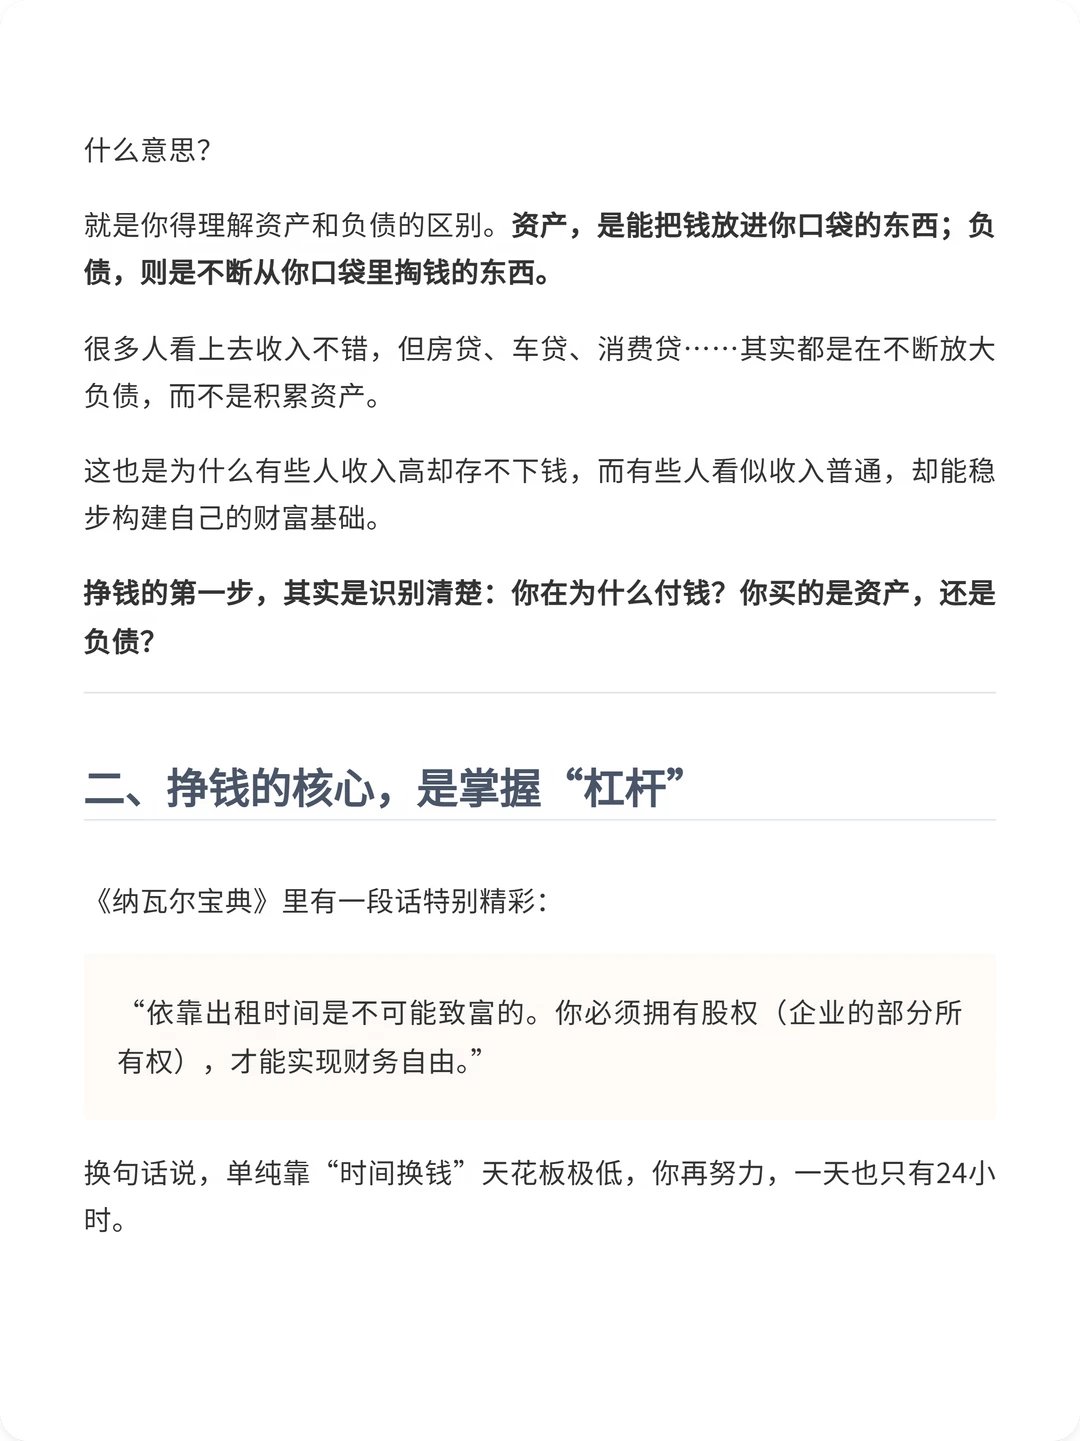 什么意思？
就是你得理解资产和负债的区别。资产，是能把钱放进你口袋的东西；负
债，则是不断从你口袋里掏钱的东西。
很多人看上去收入不错，但房贷、车贷、消费贷……其实都是在不断放大
负债，而不是积累资产。
这也是为什么有些人收入高却存不下钱，而有些人看似收入普通，却能稳
步构建自己的财富基础。
挣钱的第一步，其实是识别清楚：你在为什么付钱？你买的是资产，还是
负债？
二、挣钱的核心，是掌握“杠杆”
《纳瓦尔宝典》里有一段话特别精彩：
“依靠出租时间是不可能致富的。你必须拥有股权（企业的部分所
有权），才能实现财务自由。”
换句话说，单纯靠“时间换钱”天花板极低，你再努力，一天也只有24小
时。